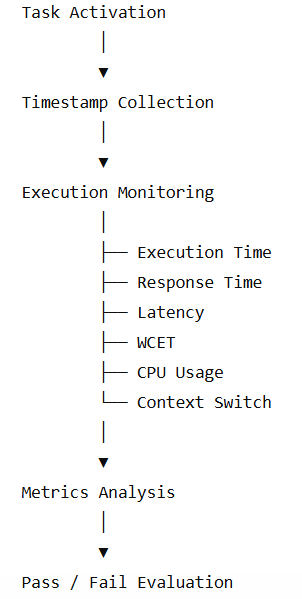 Task Activation
Timestamp Collection
Execution Monitoring
Execution Time
Response Time
Latency
WCET
CPU Usage
Context Switch
Metrics Analysis
Pass / Fail Evaluation